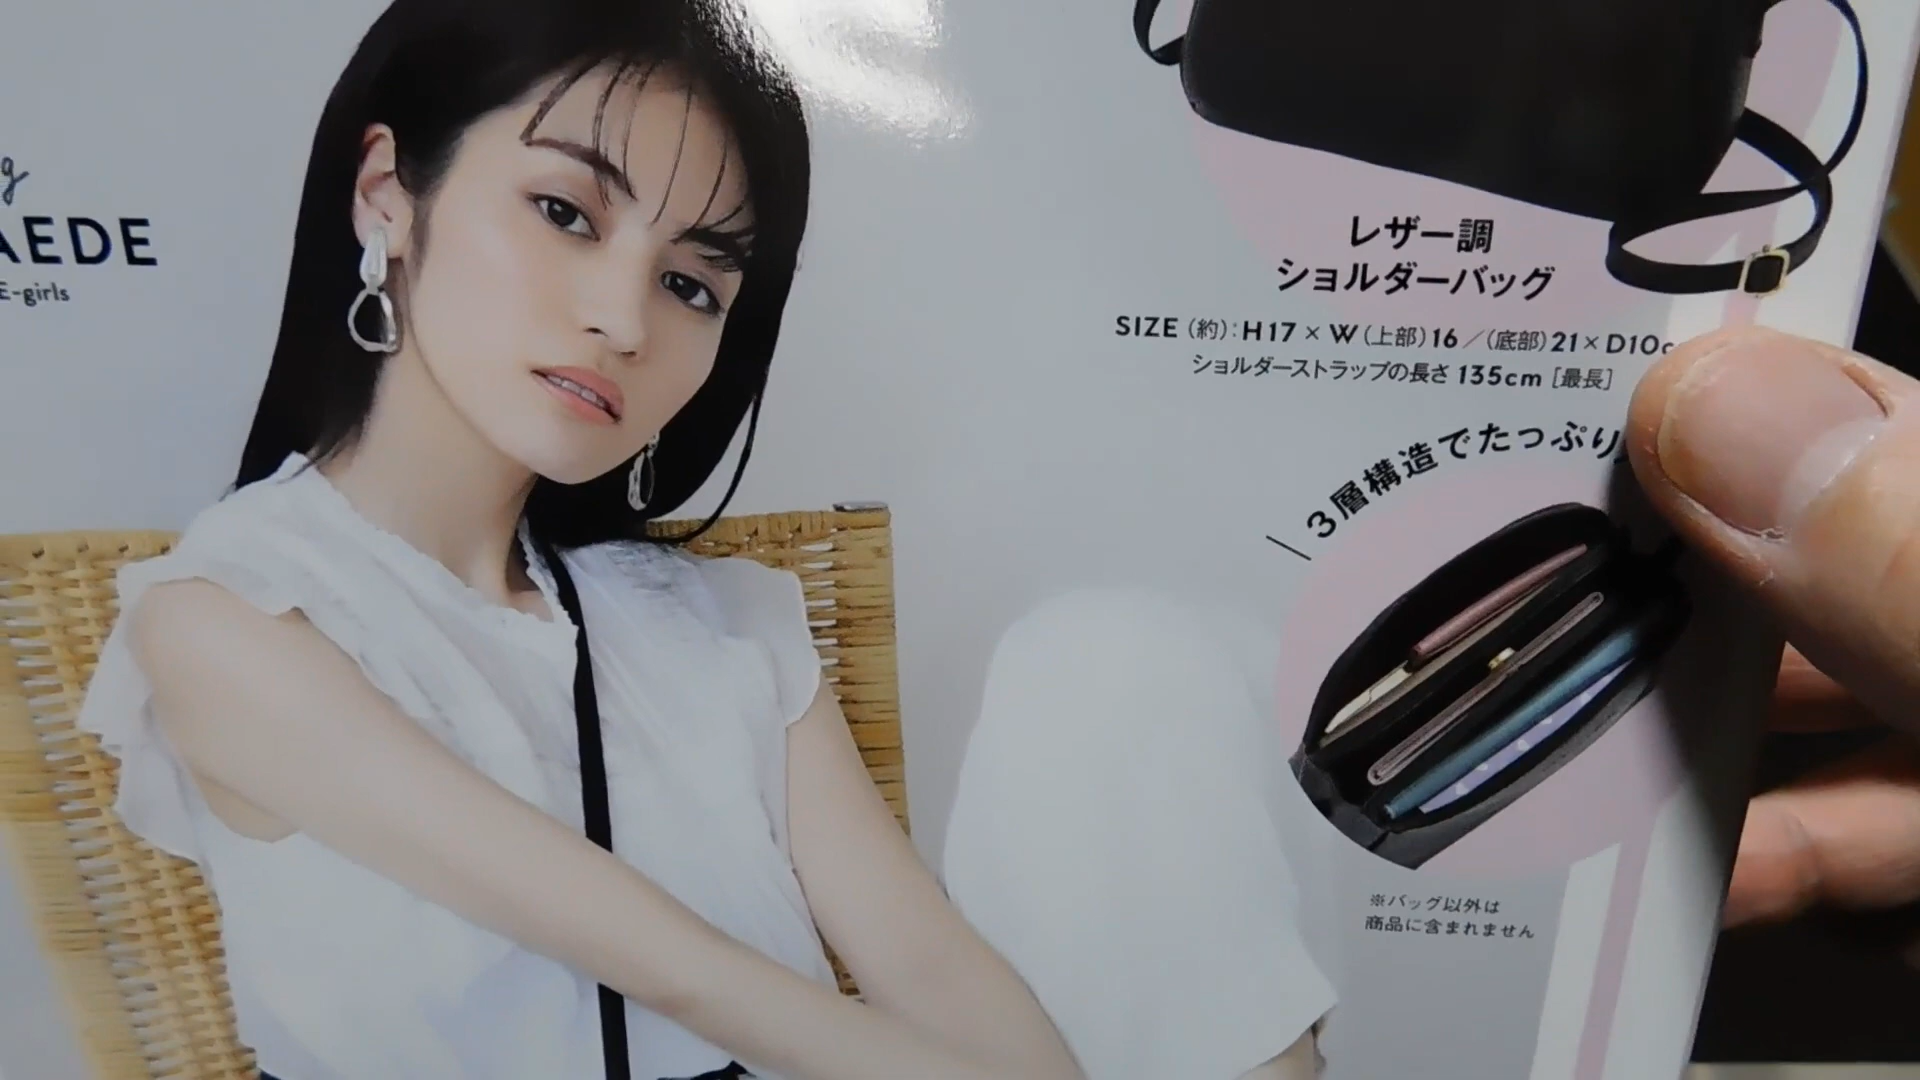 AEDE
E-girls
レザー調
ショルダーバッグ
SIZE（約）：H17 × W（上部）16／（底部）21× D10c
ショルダーストラップの長さ 135cm［最長］
3層構造でたっぷり
※バッグ以外は
商品に含まれません